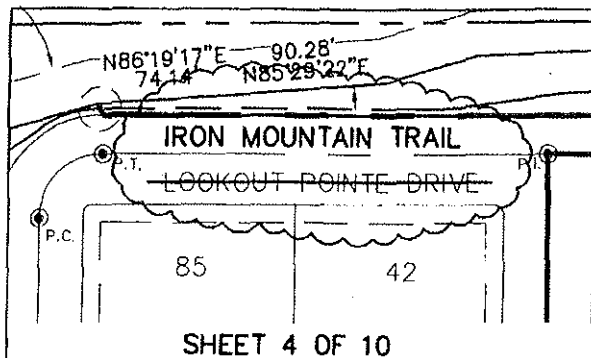 N86°19'17"E 90.28'
74.14' N85°29'22"E
IRON MOUNTAIN TRAIL
P.T. P.I.
LOOKOUT POINTE DRIVE
P.C.
85 42
SHEET 4 OF 10